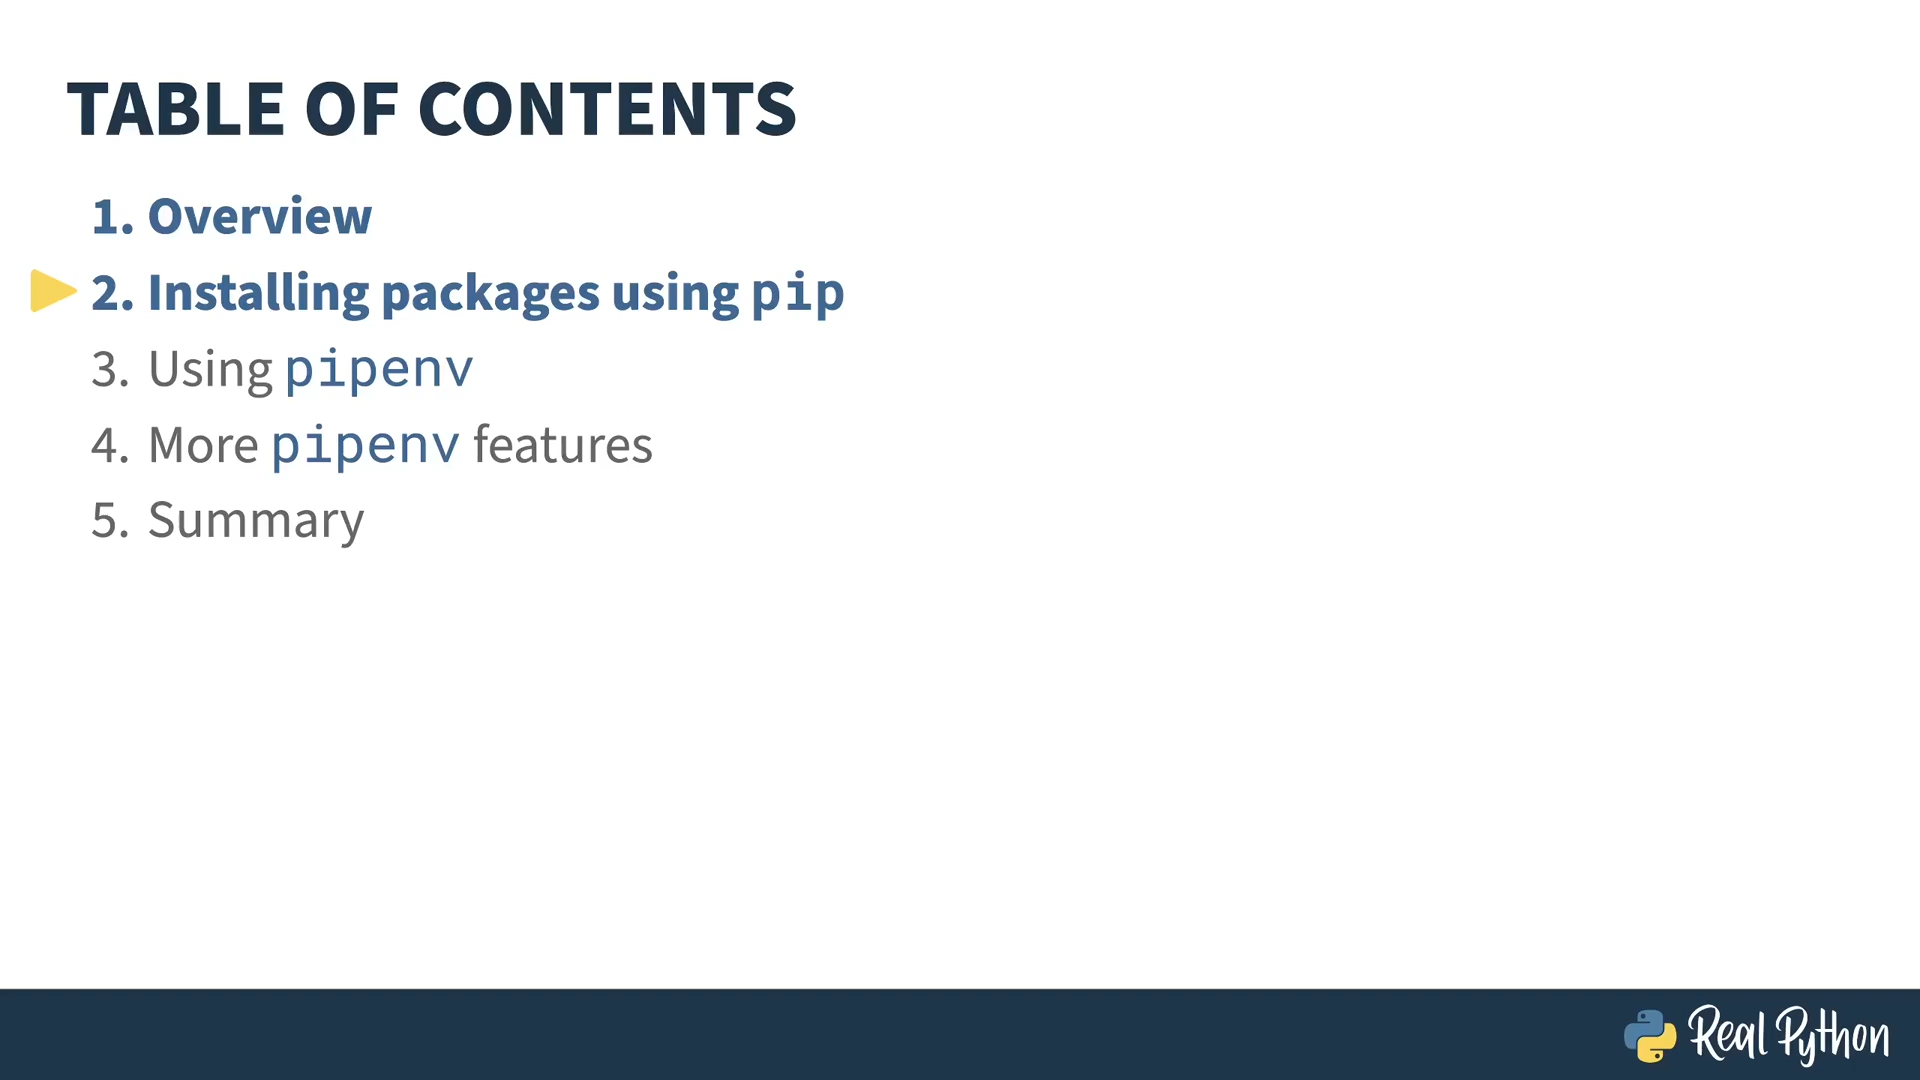 TABLE OF CONTENTS
1. Overview
2. Installing packages using pip
3. Using pipenv
4. More pipenv features
5. Summary
Real Python